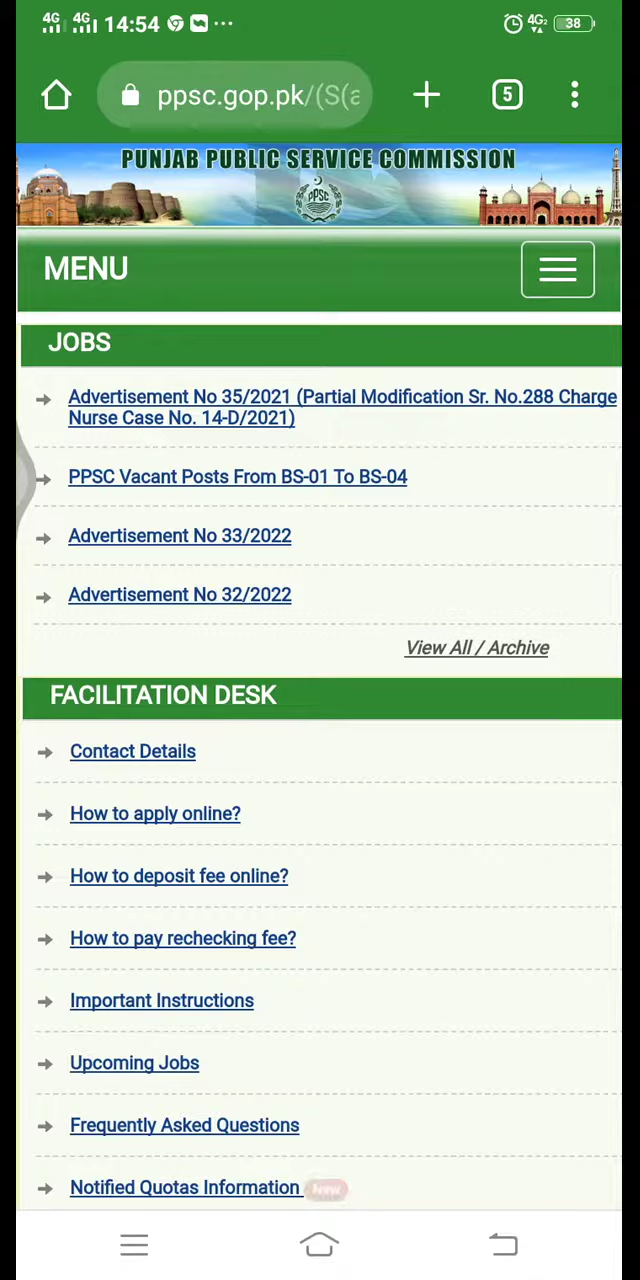 4G 4G 14:54 4G2 38
ppsc.gop.pk/(S(a
5
PUNJAB PUBLIC SERVICE COMMISSION
PPSC
MENU
JOBS
Advertisement No 35/2021 (Partial Modification Sr. No.288 Charge
Nurse Case No. 14-D/2021)
PPSC Vacant Posts From BS-01 To BS-04
Advertisement No 33/2022
Advertisement No 32/2022
View All / Archive
FACILITATION DESK
Contact Details
How to apply online?
How to deposit fee online?
How to pay rechecking fee?
Important Instructions
Upcoming Jobs
Frequently Asked Questions
Notified Quotas Information New